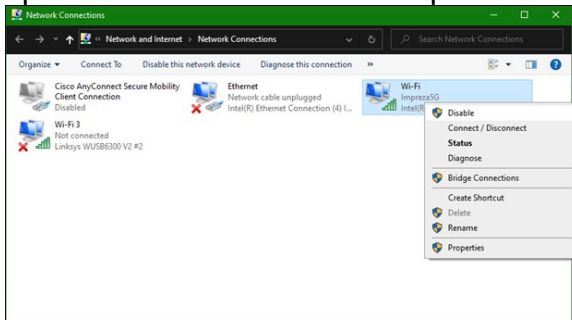 Network Connections
« Network and Internet › Network Connections
Search Network Connections
Organize Connect To Disable this network device Diagnose this connection »
Cisco AnyConnect Secure Mobility
Client Connection
Disabled
Ethernet
Network cable unplugged
Intel(R) Ethernet Connection (4) I...
Wi-Fi
Impreza5G
Intel(R)
Wi-Fi 3
Not connected
Linksys WUSB6300 V2 #2
Disable
Connect / Disconnect
Status
Diagnose
Bridge Connections
Create Shortcut
Delete
Rename
Properties